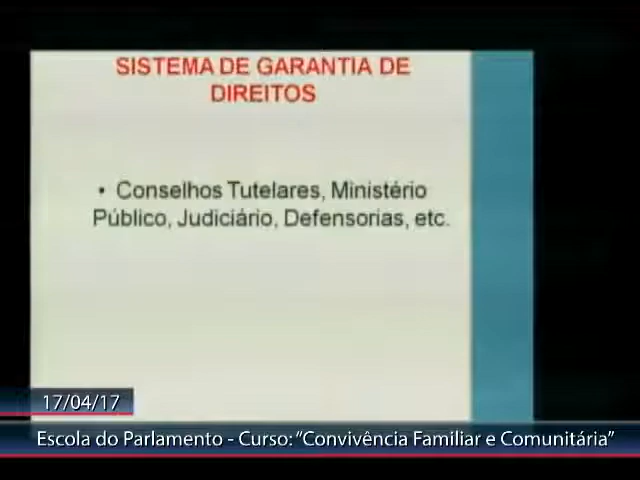 SISTEMA DE GARANTIA DE
DIREITOS
• Conselhos Tutelares, Ministério
Público, Judiciário, Defensorias, etc.
17/04/17
Escola do Parlamento - Curso: “Convivência Familiar e Comunitária”